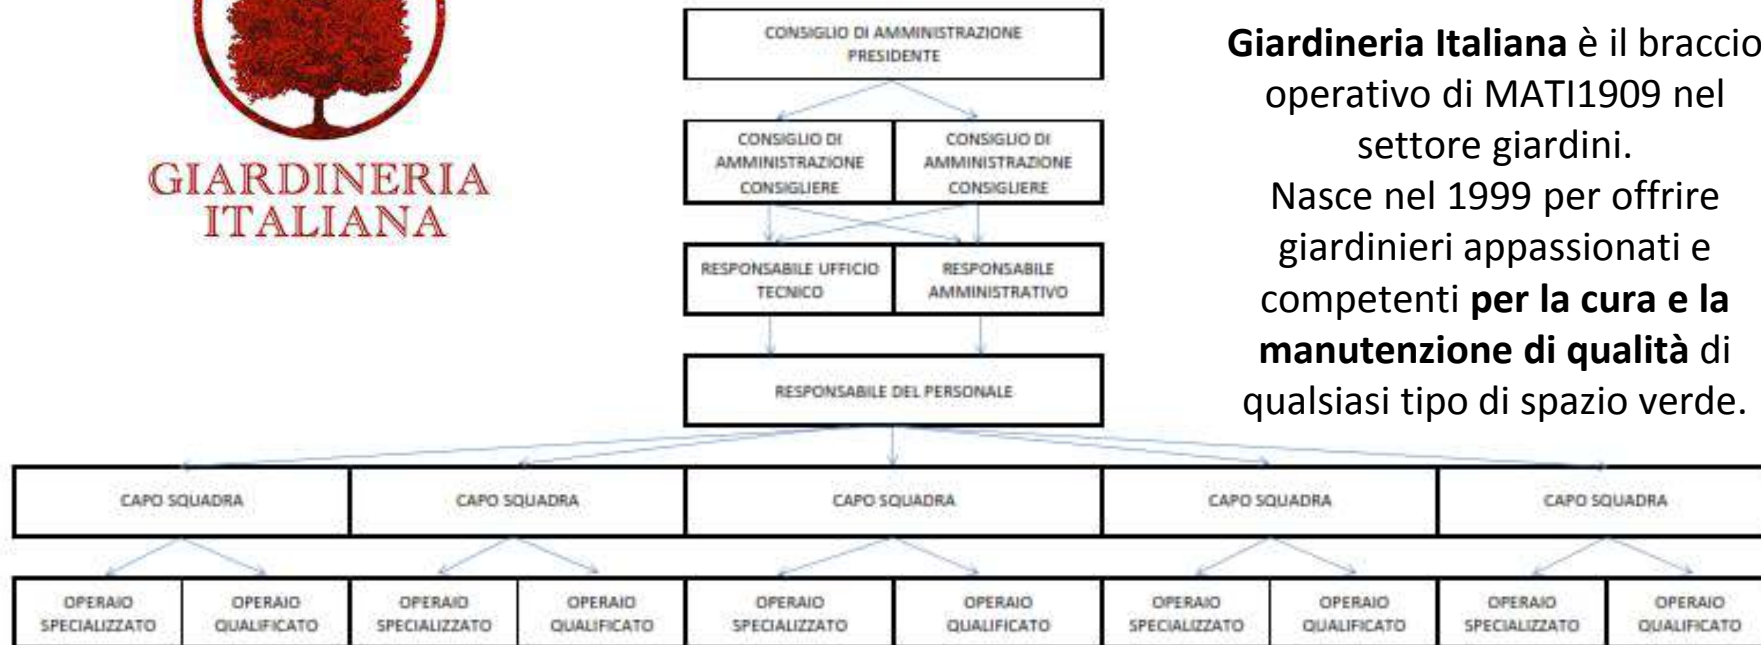 GIARDINERIA
ITALIANA
CONSIGLIO DI AMMINISTRAZIONE
PRESIDENTE
CONSIGLIO DI
AMMINISTRAZIONE
CONSIGLIERE
CONSIGLIO DI
AMMINISTRAZIONE
CONSIGLIERE
RESPONSABILE UFFICIO
TECNICO
RESPONSABILE
AMMINISTRATIVO
RESPONSABILE DEL PERSONALE
Giardineria Italiana è il braccio
operativo di MATI1909 nel
settore giardini.
Nasce nel 1999 per offrire
giardinieri appassionati e
competenti per la cura e la
manutenzione di qualità di
qualsiasi tipo di spazio verde.
CAPO SQUADRA
CAPO SQUADRA
CAPO SQUADRA
CAPO SQUADRA
CAPO SQUADRA
OPERAIO
SPECIALIZZATO
OPERAIO
QUALIFICATO
OPERAIO
SPECIALIZZATO
OPERAIO
QUALIFICATO
OPERAIO
SPECIALIZZATO
OPERAIO
QUALIFICATO
OPERAIO
SPECIALIZZATO
OPERAIO
QUALIFICATO
OPERAIO
SPECIALIZZATO
OPERAIO
QUALIFICATO